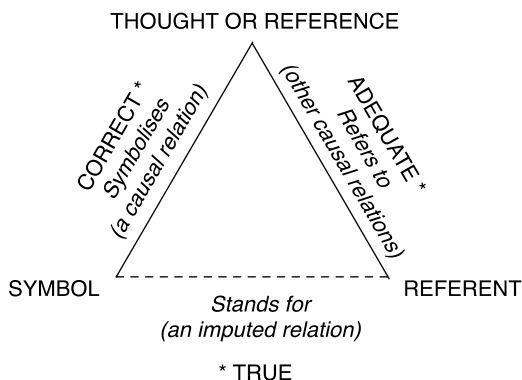 THOUGHT OR REFERENCE
CORRECT *
Symbolises
(a causal relation)
ADEQUATE *
Refers to
(other causal relations)
SYMBOL
REFERENT
Stands for
(an imputed relation)
* TRUE